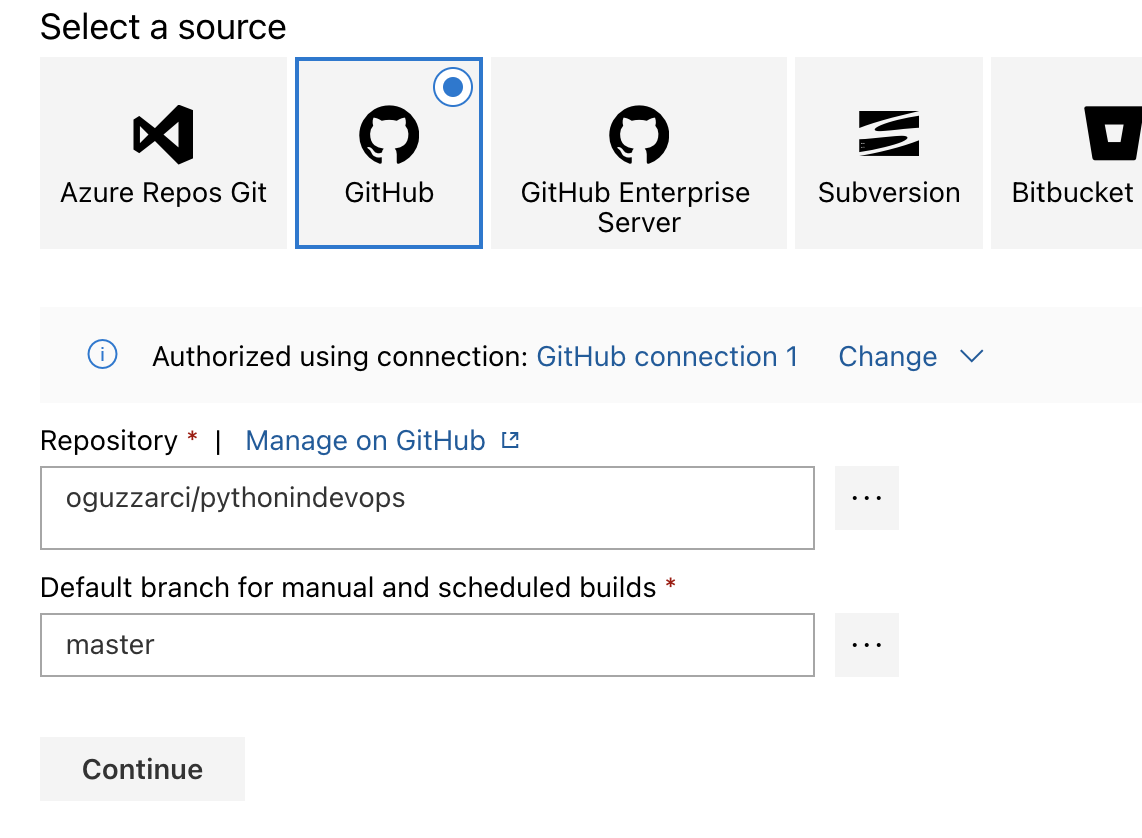 Select a source
Azure Repos Git
GitHub
GitHub Enterprise
Server
Subversion
Bitbucket
Authorized using connection: GitHub connection 1 Change
Repository * | Manage on GitHub
oguzzarci/pythonindevops
...
Default branch for manual and scheduled builds *
master
...
Continue